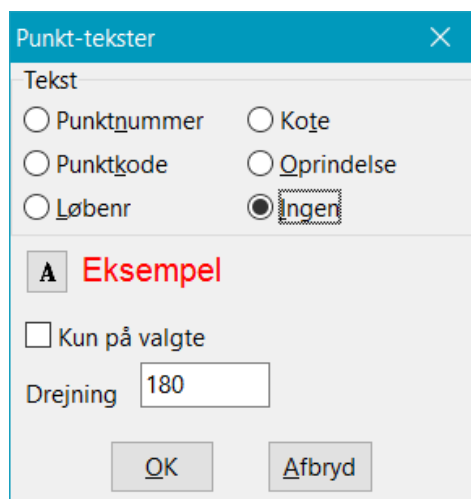 Punkt-tekster
Tekst
Punktnummer Kote
Punktkode Oprindelse
Løbenr Ingen
A Eksempel
Kun på valgte
Drejning 180
OK Afbryd